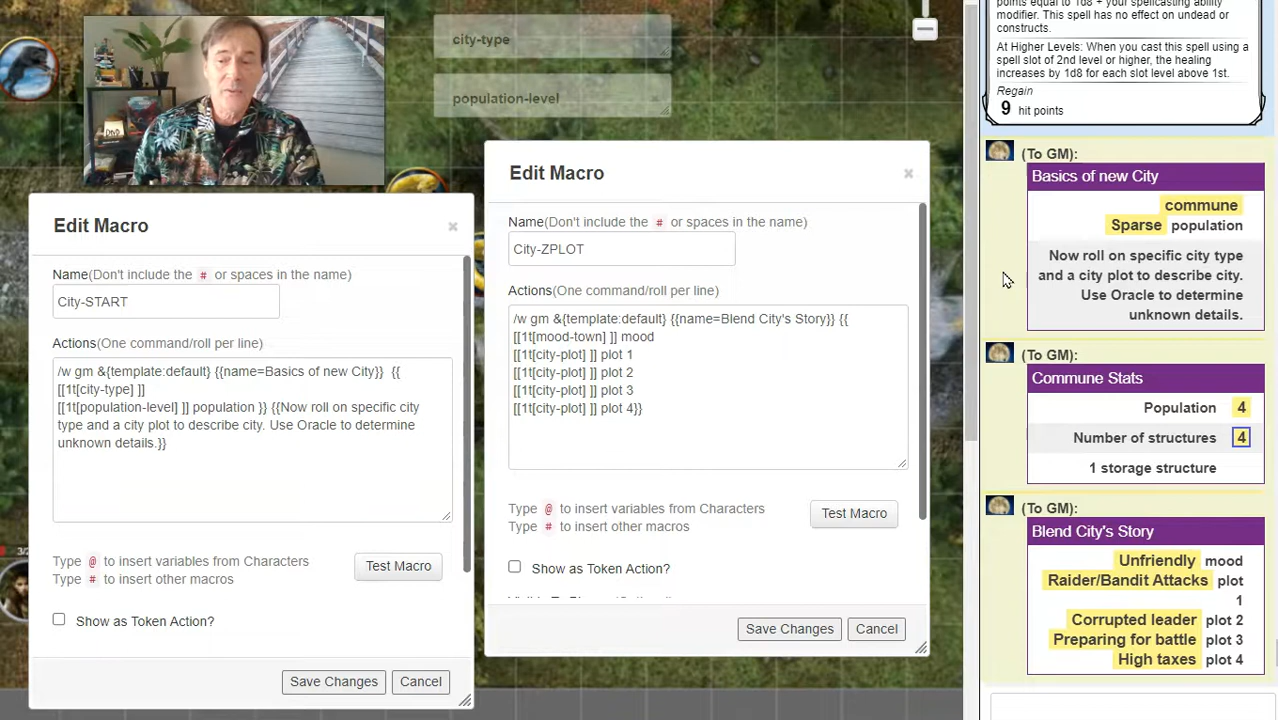 city-type
population-level
3/2
Edit Macro
×
Name(Don't include the # or spaces in the name)
City-START
Actions(One command/roll per line)
/w gm &{template:default} {{name=Basics of new City}} {{
[[1t[city-type] ]]
[[1t[population-level] ]] population }} {{Now roll on specific city
type and a city plot to describe city. Use Oracle to determine
unknown details.}}
Type @ to insert variables from Characters
Type # to insert other macros
Test Macro
Show as Token Action?
Save Changes
Cancel
Edit Macro
×
Name(Don't include the # or spaces in the name)
City-ZPLOT
Actions(One command/roll per line)
/w gm &{template:default} {{name=Blend City's Story}} {{
[[1t[mood-town] ]] mood
[[1t[city-plot] ]] plot 1
[[1t[city-plot] ]] plot 2
[[1t[city-plot] ]] plot 3
[[1t[city-plot] ]] plot 4}}
Type @ to insert variables from Characters
Type # to insert other macros
Test Macro
Show as Token Action?
Save Changes
Cancel
points equal to 1d8 + your spellcasting ability
modifier. This spell has no effect on undead or
constructs.
At Higher Levels: When you cast this spell using a
spell slot of 2nd level or higher, the healing
increases by 1d8 for each slot level above 1st.
Regain
9 hit points
(To GM):
Basics of new City
commune
Sparse population
Now roll on specific city type
and a city plot to describe city.
Use Oracle to determine
unknown details.
(To GM):
Commune Stats
Population 4
Number of structures 4
1 storage structure
(To GM):
Blend City's Story
Unfriendly mood
Raider/Bandit Attacks plot
1
Corrupted leader plot 2
Preparing for battle plot 3
High taxes plot 4